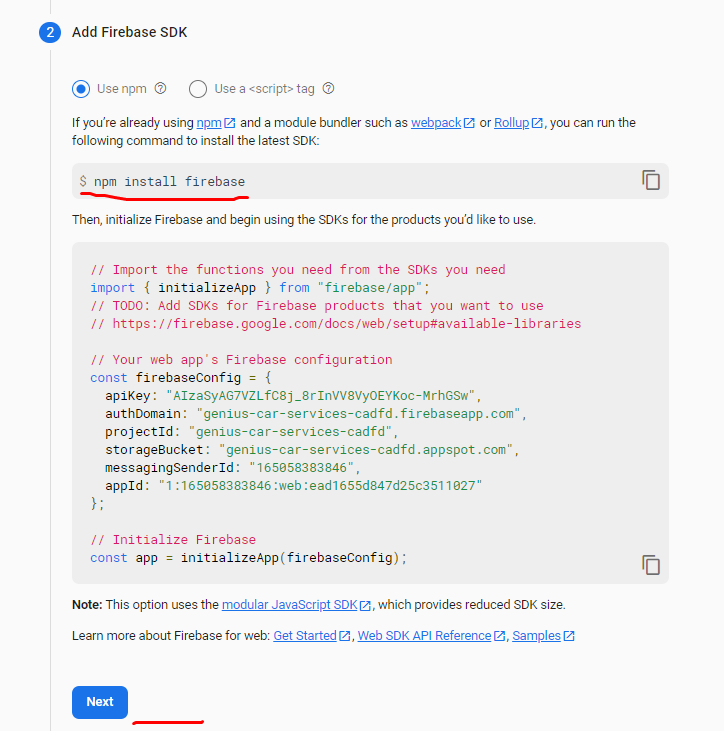 2 Add Firebase SDK
Use npm Use a <script> tag
If you're already using npm and a module bundler such as webpack or Rollup, you can run the
following command to install the latest SDK:
$ npm install firebase
Then, initialize Firebase and begin using the SDKs for the products you'd like to use.
// Import the functions you need from the SDKs you need
import { initializeApp } from "firebase/app";
// TODO: Add SDKs for Firebase products that you want to use
// https://firebase.google.com/docs/web/setup#available-libraries
// Your web app's Firebase configuration
const firebaseConfig = {
apiKey: "AIzaSyAG7VZLfC8j_8rInVV8VyOEYKoc-MrhGSw",
authDomain: "genius-car-services-cadfd.firebaseapp.com",
projectId: "genius-car-services-cadfd",
storageBucket: "genius-car-services-cadfd.appspot.com",
messagingSenderId: "165058383846",
appId: "1:165058383846:web:ead1655d847d25c3511027"
};
// Initialize Firebase
const app = initializeApp(firebaseConfig);
Note: This option uses the modular JavaScript SDK, which provides reduced SDK size.
Learn more about Firebase for web: Get Started, Web SDK API Reference, Samples
Next